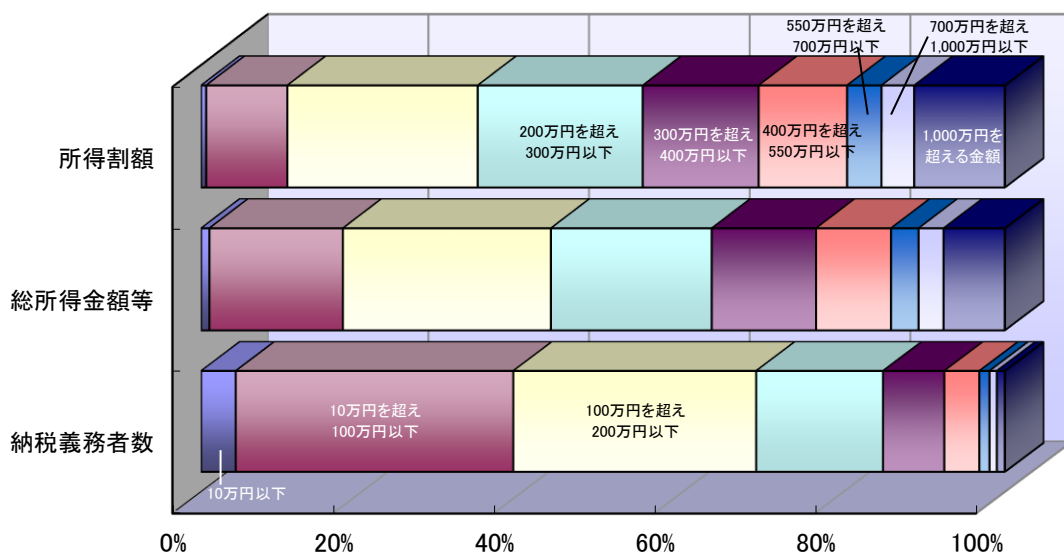 550万円を超え
700万円以下
700万円を超え
1,000万円以下
所得割額
200万円を超え
300万円以下
300万円を超え
400万円以下
400万円を超え
550万円以下
1,000万円を
超える金額
総所得金額等
納税義務者数
10万円を超え
100万円以下
100万円を超え
200万円以下
10万円以下
0%
20%
40%
60%
80%
100%